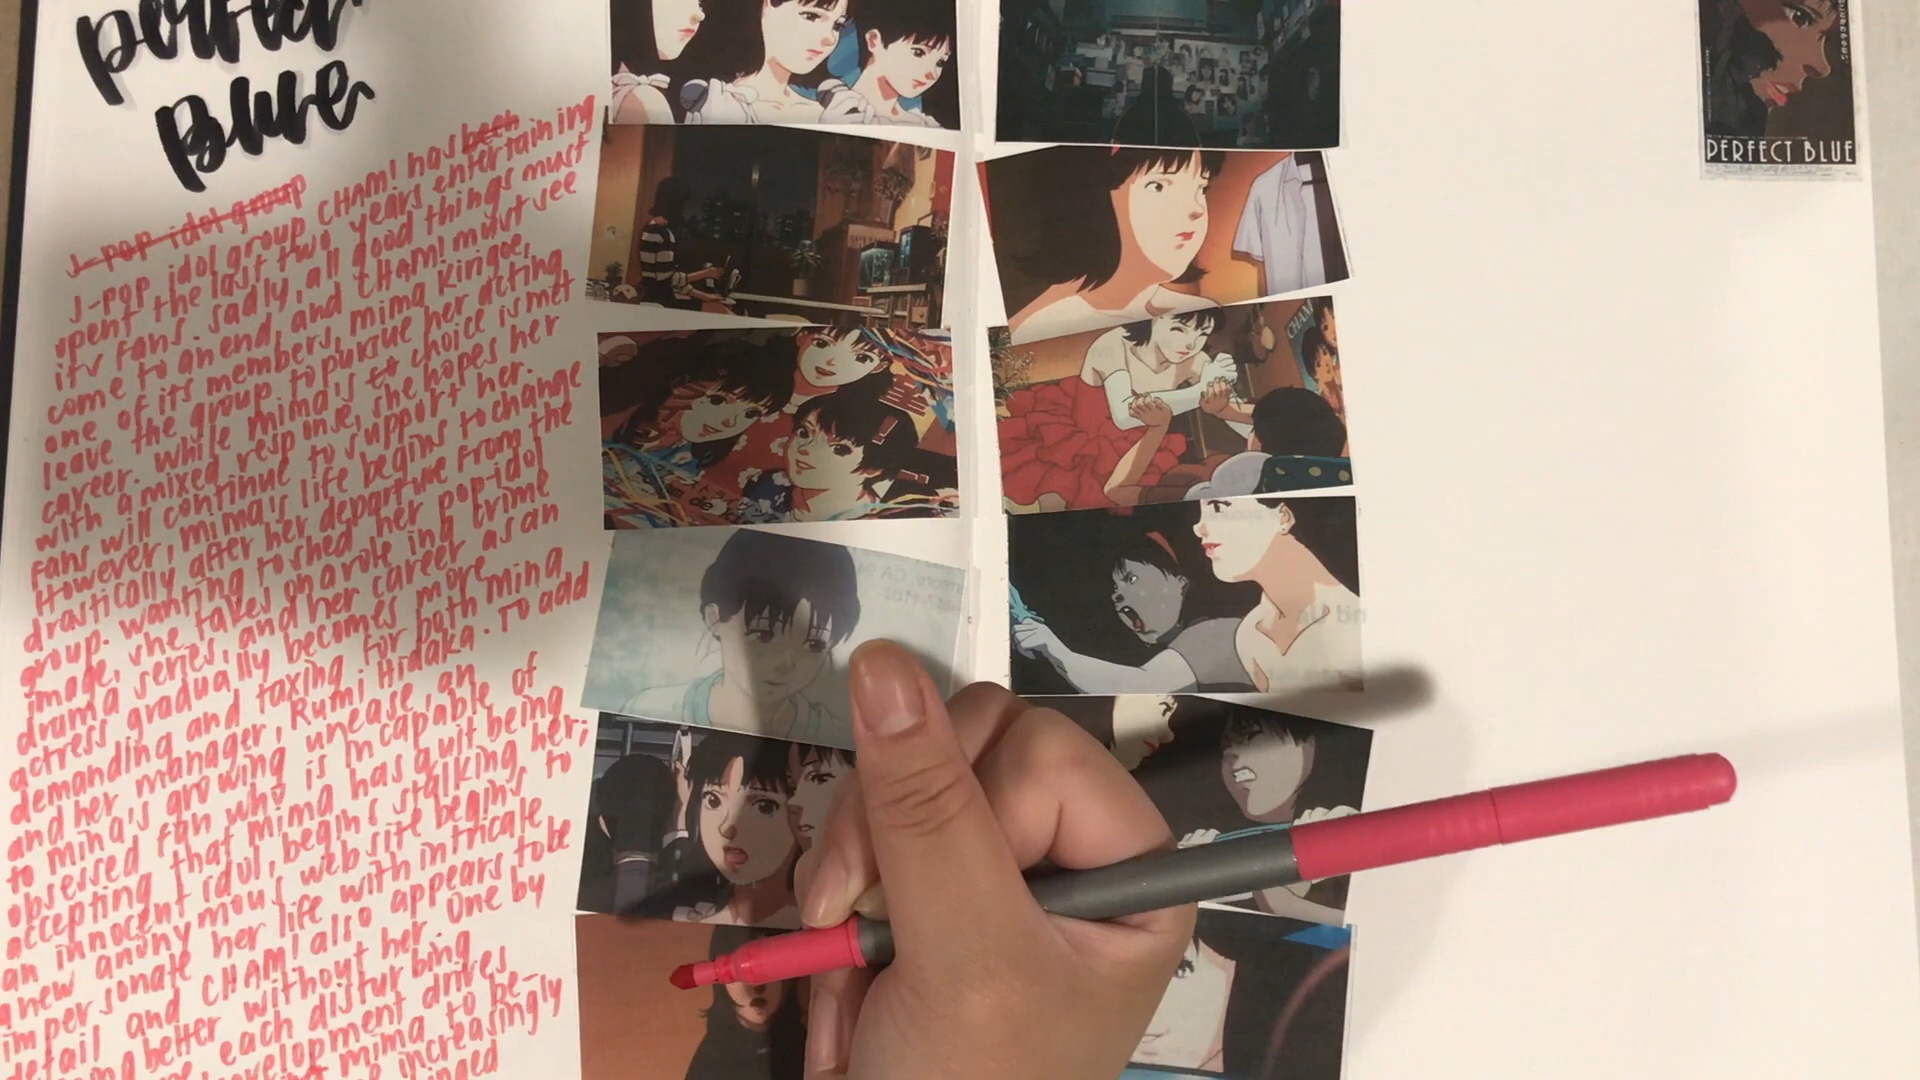 perfect
Blue
J-pop idol group
J-pop idol group CHAM! has been
spent the last two years entertaining
its fans. sadly, all good things must
come to an end, and CHAM! must see
one of its members, mima kirigoe,
leave the group to pursue her acting
career. while mima's choice is met
with a mixed response, she hopes her
fans will continue to support her.
However, mima's life begins to change
drastically after her departure from the
group. wanting to shed her pop-idol
image, she takes on a role in a crime
drama series, and her career as an
actress gradually becomes more
demanding and taxing for both mina
and her manager, Rumi Hidaka. To add
to mina's growing unease, an
obsessed fan who is incapable of
accepting that mima has quit being
an innocent idol, begins stalking her;
a new anonymous website begins to
impersonate her life with intricate
detail and CHAM! also appears to be
better without her. One by
each disturbing
development drives
mima to be-
increasingly
PERFECT BLUE
CHAM